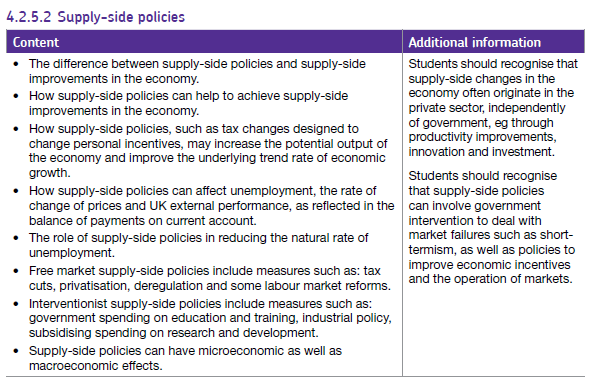 4.2.5.2 Supply-side policies
Content
• The difference between supply-side policies and supply-side
improvements in the economy.
• How supply-side policies can help to achieve supply-side
improvements in the economy.
• How supply-side policies, such as tax changes designed to
change personal incentives, may increase the potential output of
the economy and improve the underlying trend rate of economic
growth.
• How supply-side policies can affect unemployment, the rate of
change of prices and UK external performance, as reflected in the
balance of payments on current account.
• The role of supply-side policies in reducing the natural rate of
unemployment.
• Free market supply-side policies include measures such as: tax
cuts, privatisation, deregulation and some labour market reforms.
• Interventionist supply-side policies include measures such as:
government spending on education and training, industrial policy,
subsidising spending on research and development.
• Supply-side policies can have microeconomic as well as
macroeconomic effects.
Additional information
Students should recognise that
supply-side changes in the
economy often originate in the
private sector, independently
of government, eg through
productivity improvements,
innovation and investment.
Students should recognise
that supply-side policies
can involve government
intervention to deal with
market failures such as short-
termism, as well as policies to
improve economic incentives
and the operation of markets.